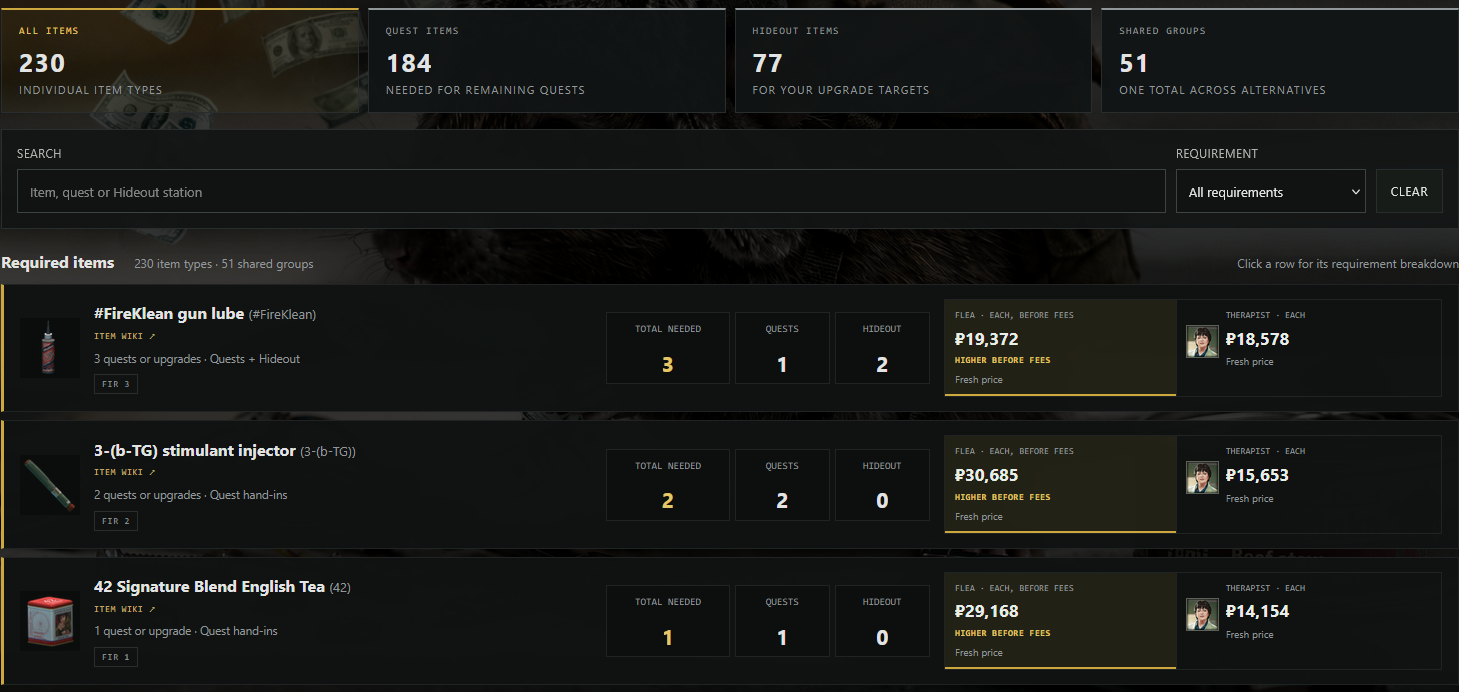 ALL ITEMS
230
INDIVIDUAL ITEM TYPES
QUEST ITEMS
184
NEEDED FOR REMAINING QUESTS
HIDEOUT ITEMS
77
FOR YOUR UPGRADE TARGETS
SHARED GROUPS
51
ONE TOTAL ACROSS ALTERNATIVES
SEARCH
Item, quest or Hideout station
REQUIREMENT
All requirements
CLEAR
Required items
230 item types · 51 shared groups
Click a row for its requirement breakdown
#FireKlean gun lube (#FireKlean)
ITEM WIKI ↗
3 quests or upgrades · Quests + Hideout
FIR 3
TOTAL NEEDED
3
QUESTS
1
HIDEOUT
2
FLEA · EACH, BEFORE FEES
₽19,372
HIGHER BEFORE FEES
Fresh price
THERAPIST · EACH
₽18,578
Fresh price
3-(b-TG) stimulant injector (3-(b-TG))
ITEM WIKI ↗
2 quests or upgrades · Quest hand-ins
FIR 2
TOTAL NEEDED
2
QUESTS
2
HIDEOUT
0
FLEA · EACH, BEFORE FEES
₽30,685
HIGHER BEFORE FEES
Fresh price
THERAPIST · EACH
₽15,653
Fresh price
42 Signature Blend English Tea (42)
ITEM WIKI ↗
1 quest or upgrade · Quest hand-ins
FIR 1
TOTAL NEEDED
1
QUESTS
1
HIDEOUT
0
FLEA · EACH, BEFORE FEES
₽29,168
HIGHER BEFORE FEES
Fresh price
THERAPIST · EACH
₽14,154
Fresh price